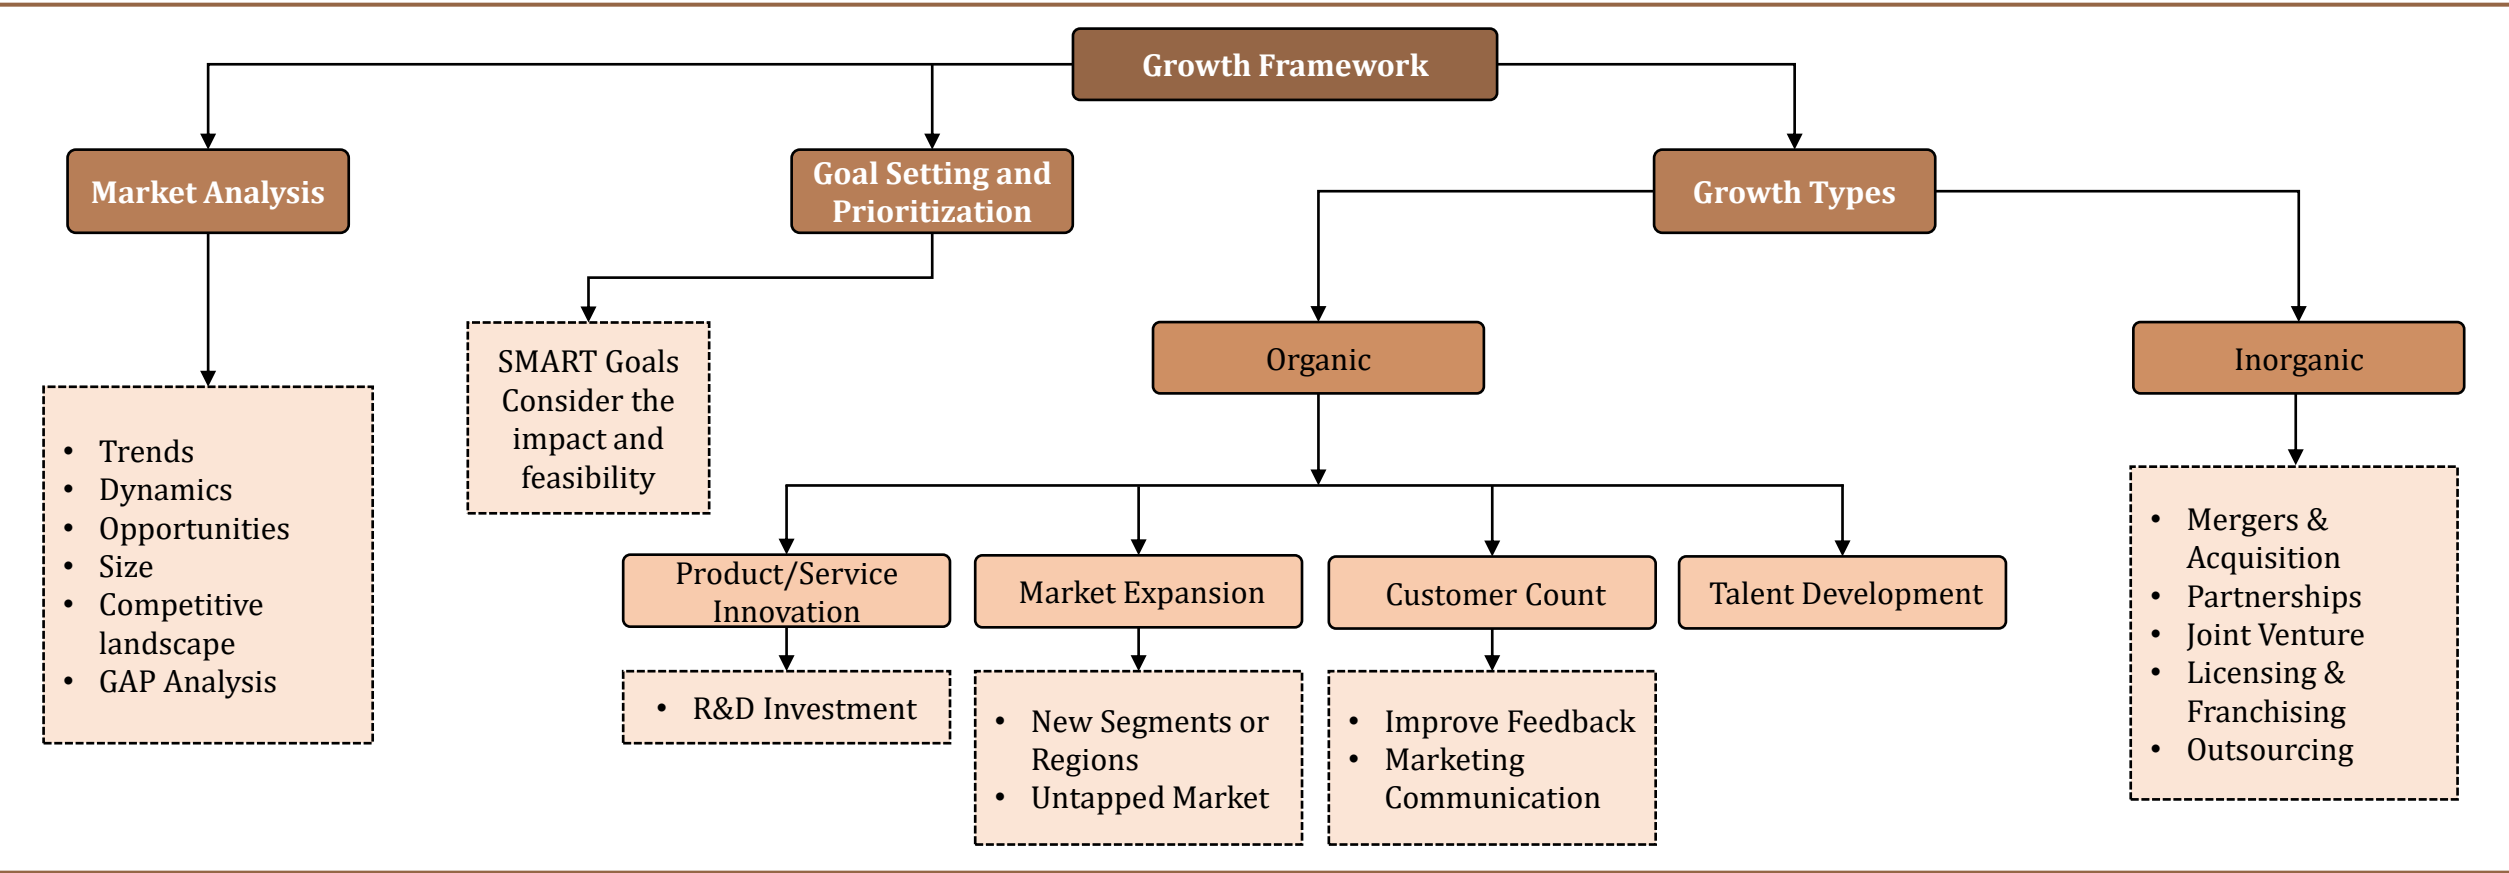 Growth Framework
Market Analysis
Goal Setting and
Prioritization
Growth Types
SMART Goals
Consider the
impact and
feasibility
Organic
Inorganic
• Trends
• Dynamics
• Opportunities
• Size
• Competitive
landscape
• GAP Analysis
Product/Service
Innovation
Market Expansion
Customer Count
Talent Development
• R&D Investment
• New Segments or
Regions
• Untapped Market
• Improve Feedback
• Marketing
Communication
• Mergers &
Acquisition
• Partnerships
• Joint Venture
• Licensing &
Franchising
• Outsourcing